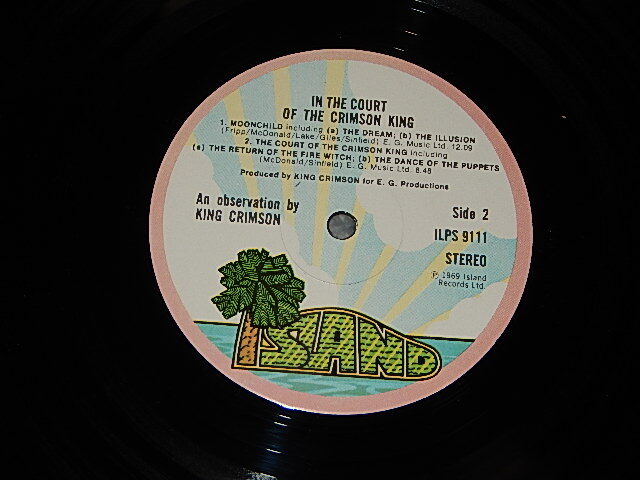 IN THE COURT
OF THE CRIMSON KING
1. MOONCHILD including (a) THE DREAM; (b) THE ILLUSION
(Fripp/McDonald/Lake/Giles/Sinfield) E. G. Music Ltd. 12.09
2. THE COURT OF THE CRIMSON KING including
(a) THE RETURN OF THE FIRE WITCH; (b) THE DANCE OF THE PUPPETS
(McDonald/Sinfield) E. G. Music Ltd. 8.48
Produced by KING CRIMSON for E. G. Productions
An observation by
KING CRIMSON
Side 2
ILPS 9111
STEREO
℗ 1969 Island
Records Ltd.
ISLAND